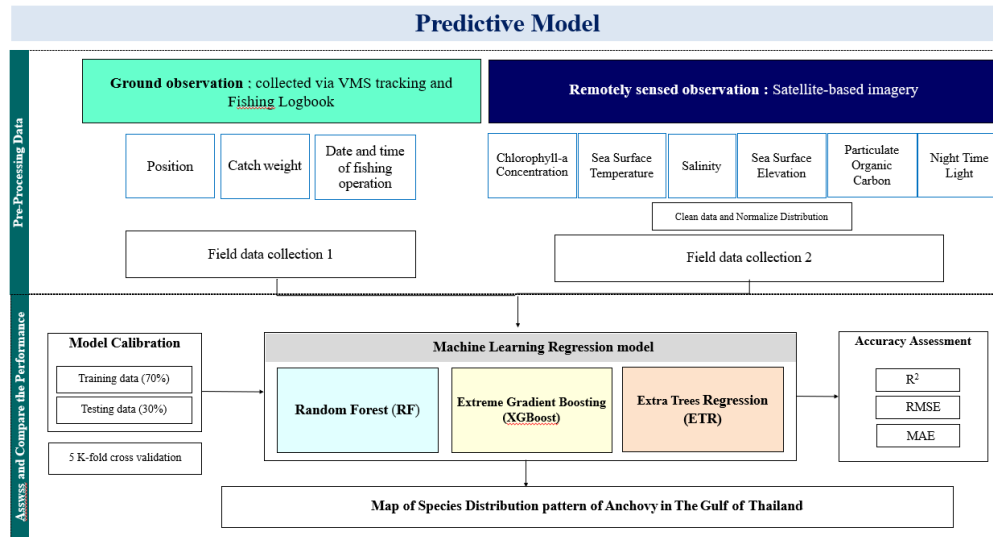 Predictive Model
Pre-Processing Data
Ground observation : collected via VMS tracking and
Fishing Logbook
Remotely sensed observation : Satellite-based imagery
Position
Catch weight
Date and time
of fishing
operation
Chlorophyll-a
Concentration
Sea Surface
Temperature
Salinity
Sea Surface
Elevation
Particulate
Organic
Carbon
Night Time
Light
Clean data and Normalize Distribution
Field data collection 1
Field data collection 2
Asswss and Compare the Performance
Model Calibration
Training data (70%)
Testing data (30%)
5 K-fold cross validation
Machine Learning Regression model
Random Forest (RF)
Extreme Gradient Boosting
(XGBoost)
Extra Trees Regression
(ETR)
Accuracy Assessment
R²
RMSE
MAE
Map of Species Distribution pattern of Anchovy in The Gulf of Thailand